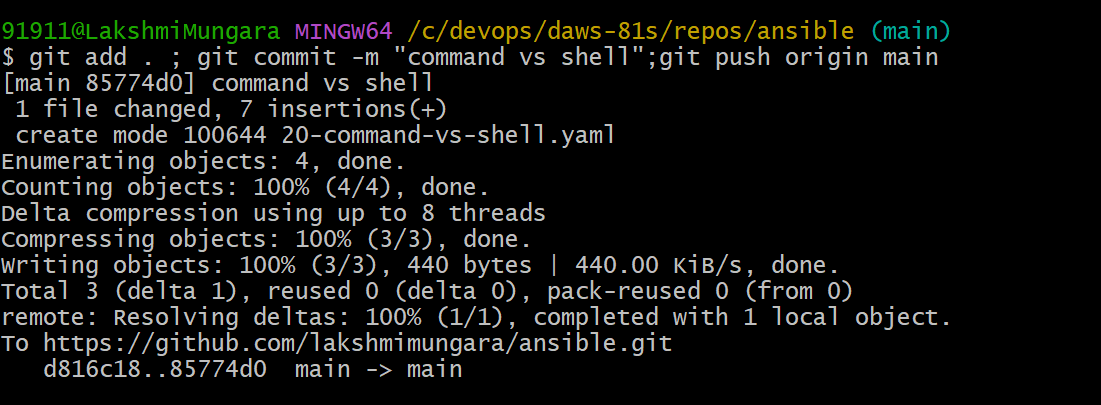 91911@LakshmiMungara MINGW64 /c/devops/daws-81s/repos/ansible (main)
$ git add . ; git commit -m "command vs shell";git push origin main
[main 85774d0] command vs shell
 1 file changed, 7 insertions(+)
 create mode 100644 20-command-vs-shell.yaml
Enumerating objects: 4, done.
Counting objects: 100% (4/4), done.
Delta compression using up to 8 threads
Compressing objects: 100% (3/3), done.
Writing objects: 100% (3/3), 440 bytes | 440.00 KiB/s, done.
Total 3 (delta 1), reused 0 (delta 0), pack-reused 0 (from 0)
remote: Resolving deltas: 100% (1/1), completed with 1 local object.
To https://github.com/lakshmimungara/ansible.git
   d816c18..85774d0  main -> main